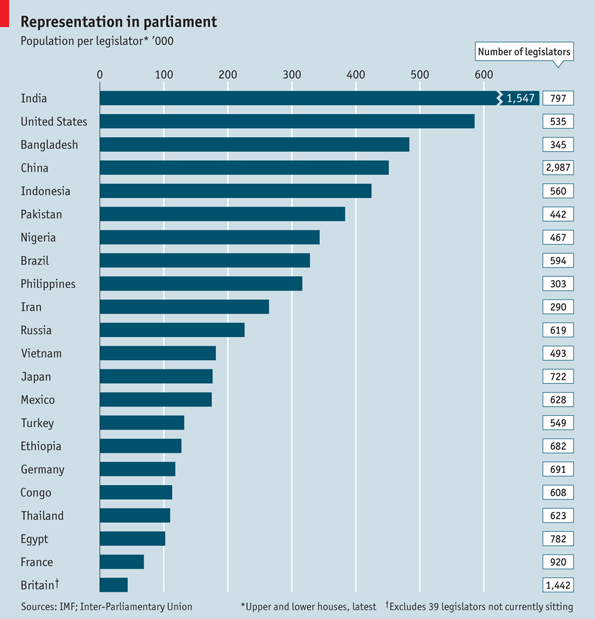 Representation in parliament
Population per legislator* ’000
Number of legislators
0 100 200 300 400 500 600
India 1,547 797
United States 535
Bangladesh 345
China 2,987
Indonesia 560
Pakistan 442
Nigeria 467
Brazil 594
Philippines 303
Iran 290
Russia 619
Vietnam 493
Japan 722
Mexico 628
Turkey 549
Ethiopia 682
Germany 691
Congo 608
Thailand 623
Egypt 782
France 920
Britain† 1,442
Sources: IMF; Inter-Parliamentary Union *Upper and lower houses, latest †Excludes 39 legislators not currently sitting